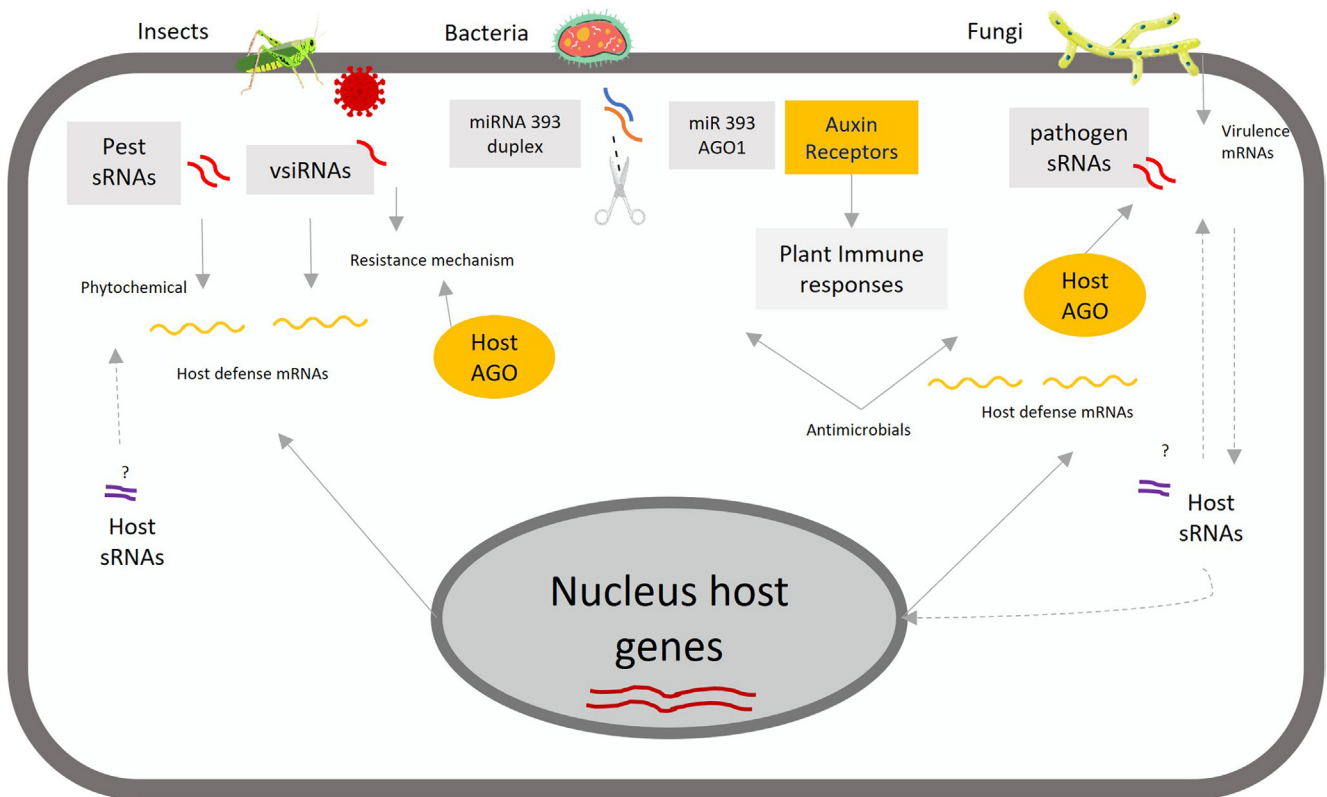 Insects
Bacteria
Fungi
Pest
sRNAs
vsiRNAs
miRNA 393
duplex
miR 393
AGO1
Auxin
Receptors
pathogen
sRNAs
Virulence
mRNAs
Resistance mechanism
Plant Immune
responses
Phytochemical
Host
AGO
Host
AGO
Host defense mRNAs
Host defense mRNAs
Antimicrobials
?
Host
sRNAs
?
Host
sRNAs
Nucleus host
genes